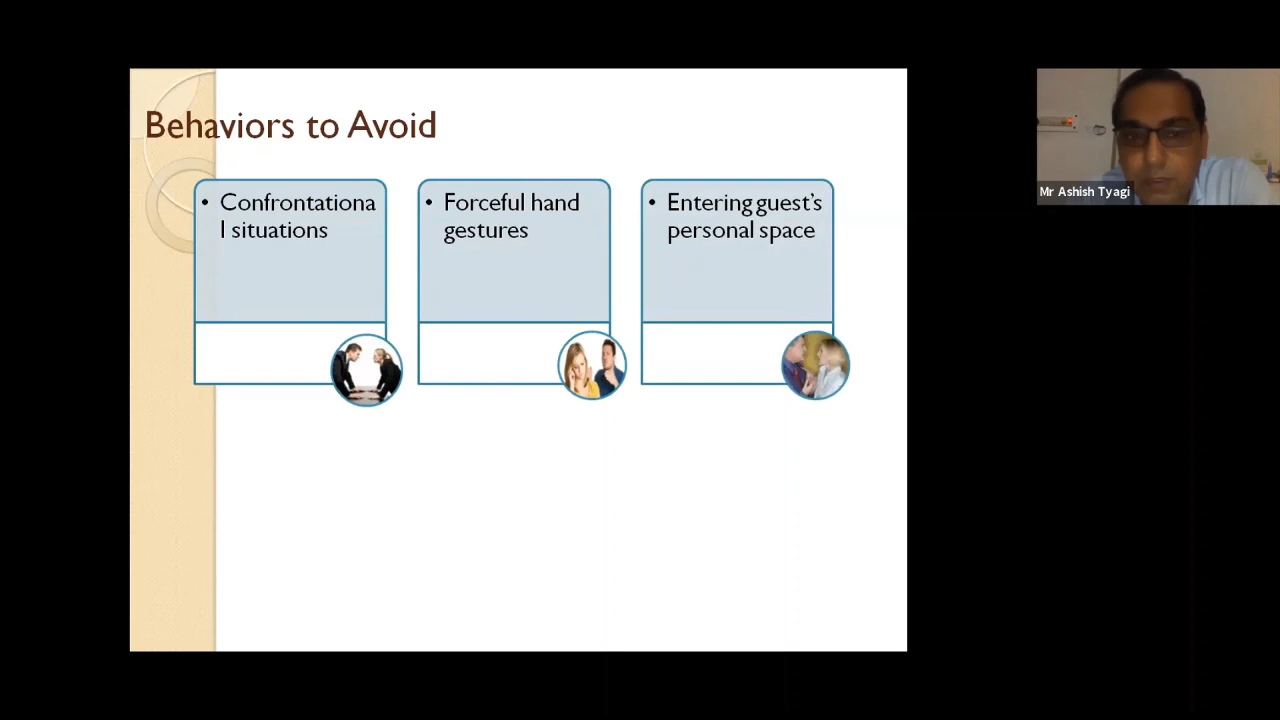 Behaviors to Avoid
• Confrontationa
l situations
• Forceful hand
gestures
• Entering guest's
personal space
Mr Ashish Tyagi